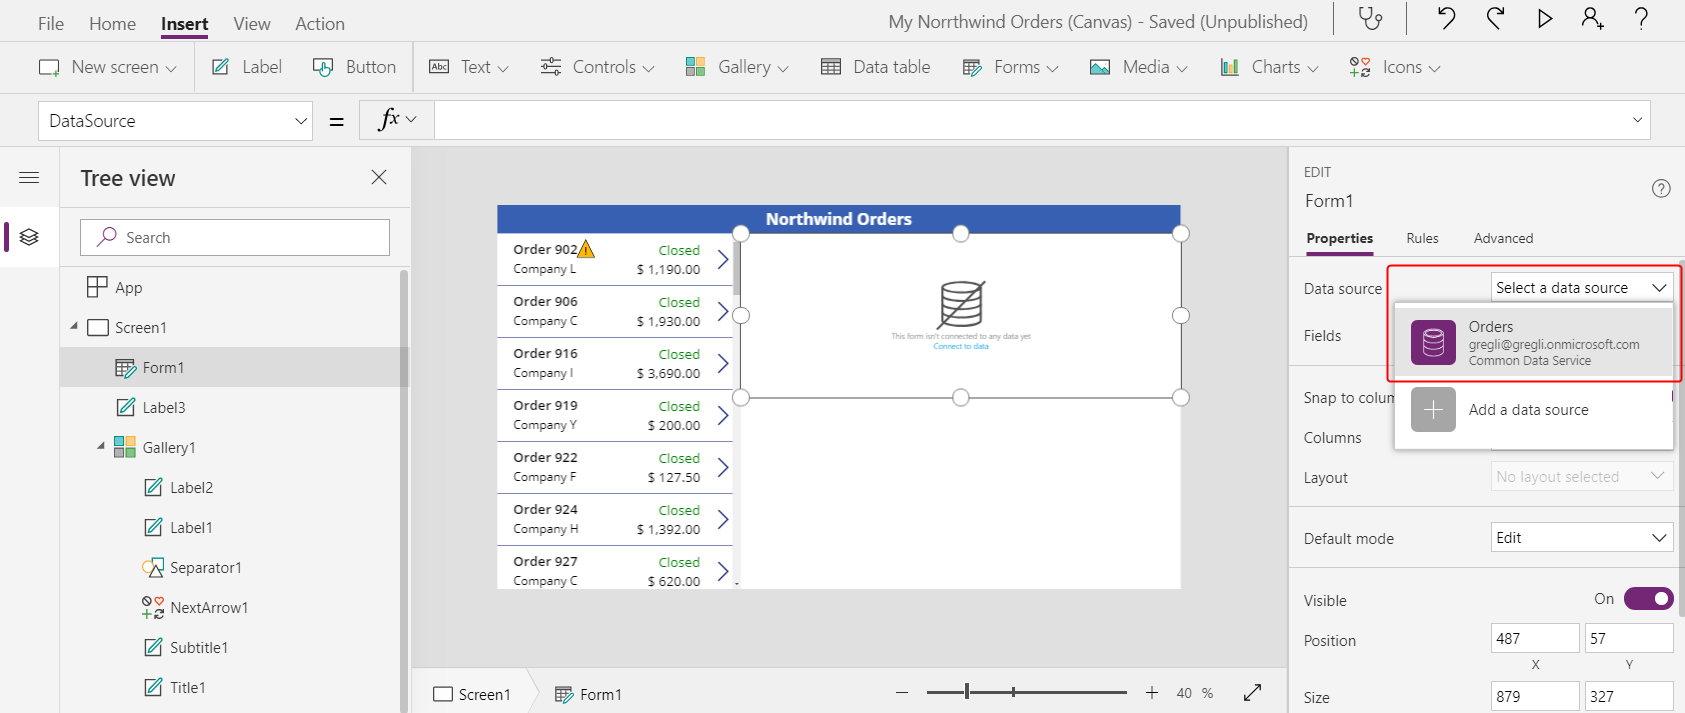 File Home Insert View Action
My Norrthwind Orders (Canvas) - Saved (Unpublished)
New screen Label Button Abc Text Controls Gallery Data table Forms Media Charts Icons
DataSource = fx
Tree view
Search
App
Screen1
Form1
Label3
Gallery1
Label2
Label1
Separator1
NextArrow1
Subtitle1
Title1
Northwind Orders
Order 902 Closed
Company L $ 1,190.00
Order 906 Closed
Company C $ 1,930.00
Order 916 Closed
Company I $ 3,690.00
Order 919 Closed
Company Y $ 200.00
Order 922 Closed
Company F $ 127.50
Order 924 Closed
Company H $ 1,392.00
Order 927 Closed
Company C $ 620.00
This form isn't connected to any data yet
Connect to data
Screen1 Form1
40 %
EDIT
Form1
Properties Rules Advanced
Data source Select a data source
Orders
gregli@gregli.onmicrosoft.com
Common Data Service
Add a data source
Fields
Snap to colum
Columns
Layout No layout selected
Default mode Edit
Visible On
Position 487 57
X Y
Size 879 327